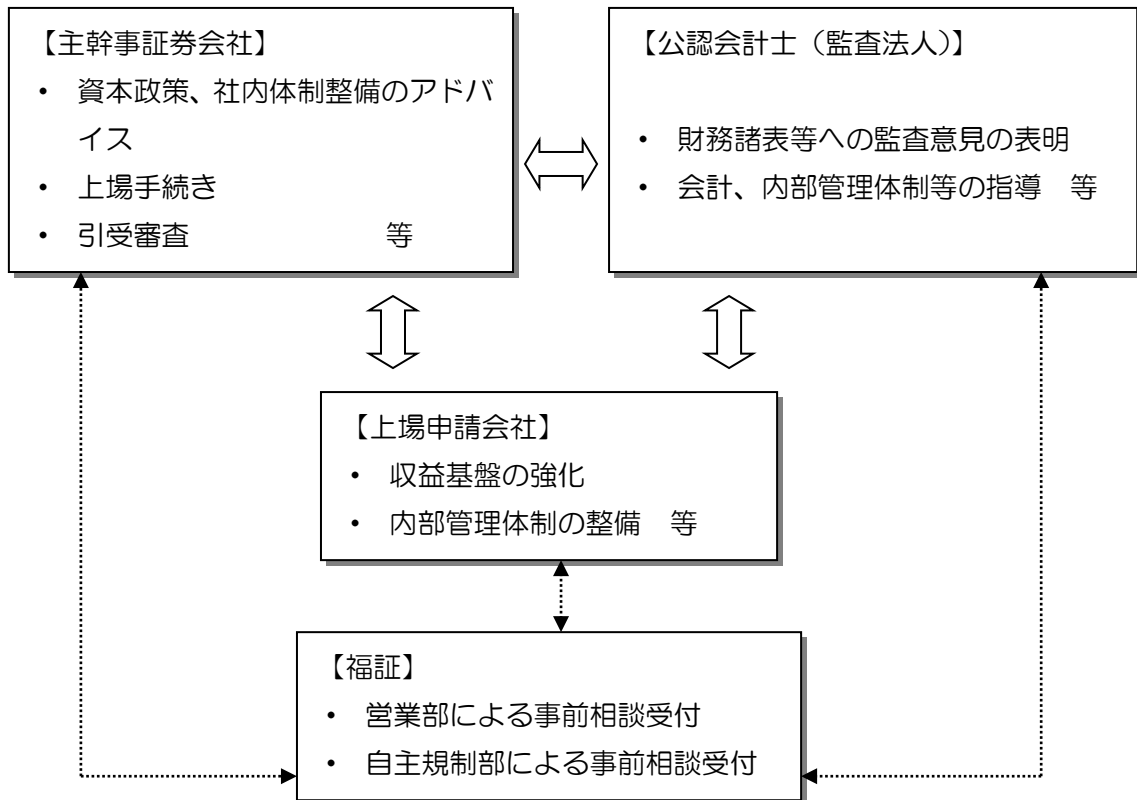 【主幹事証券会社】
・ 資本政策、社内体制整備のアドバ
イス
・ 上場手続き
・ 引受審査 等
【公認会計士（監査法人）】
・ 財務諸表等への監査意見の表明
・ 会計、内部管理体制等の指導 等
【上場申請会社】
・ 収益基盤の強化
・ 内部管理体制の整備 等
【福証】
・ 営業部による事前相談受付
・ 自主規制部による事前相談受付